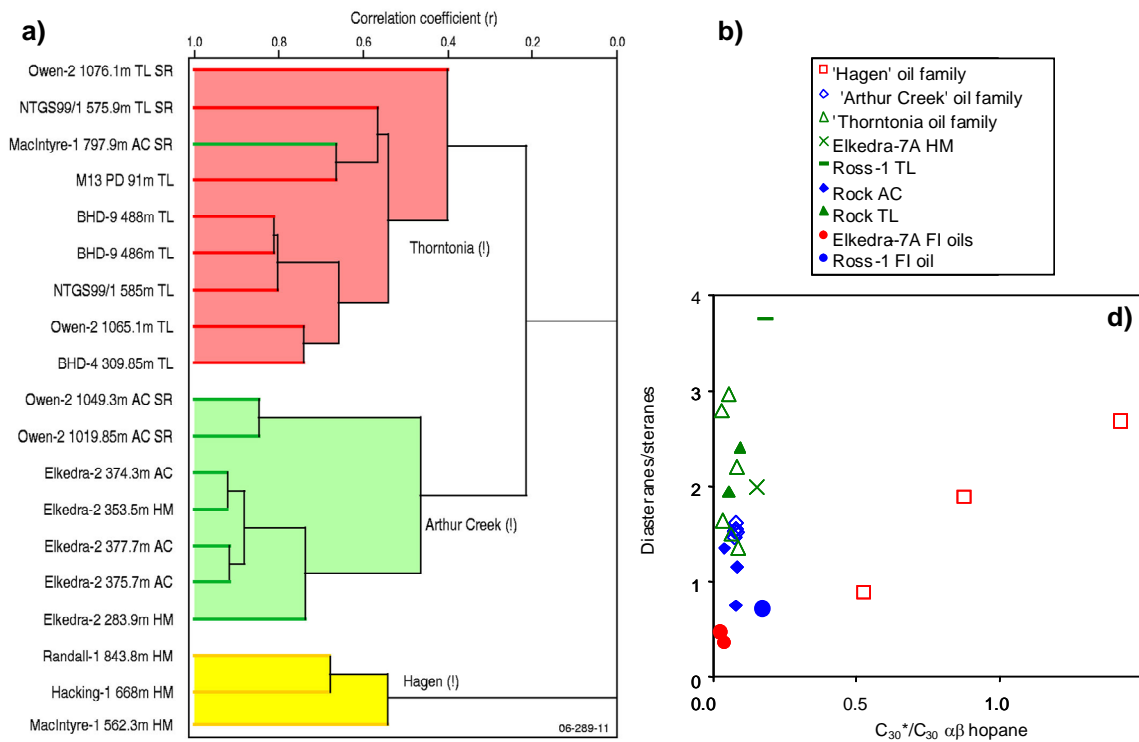 a)
Correlation coefficient (r)
1.0 0.8 0.6 0.4 0.2 0.0
Owen-2 1076.1m TL SR
NTGS99/1 575.9m TL SR
MacIntyre-1 797.9m AC SR
M13 PD 91m TL
BHD-9 488m TL
BHD-9 486m TL
NTGS99/1 585m TL
Owen-2 1065.1m TL
BHD-4 309.85m TL
Owen-2 1049.3m AC SR
Owen-2 1019.85m AC SR
Elkedra-2 374.3m AC
Elkedra-2 353.5m HM
Elkedra-2 377.7m AC
Elkedra-2 375.7m AC
Elkedra-2 283.9m HM
Randall-1 843.8m HM
Hacking-1 668m HM
MacIntyre-1 562.3m HM
Thorntonia (!)
Arthur Creek (!)
Hagen (!)
06-289-11
b)
'Hagen' oil family
'Arthur Creek' oil family
'Thorntonia oil family
Elkedra-7A HM
Ross-1 TL
Rock AC
Rock TL
Elkedra-7A FI oils
Ross-1 FI oil
d)
Diasteranes/steranes
4
3
2
1
0
0.0 0.5 1.0
C30*/C30 αβ hopane